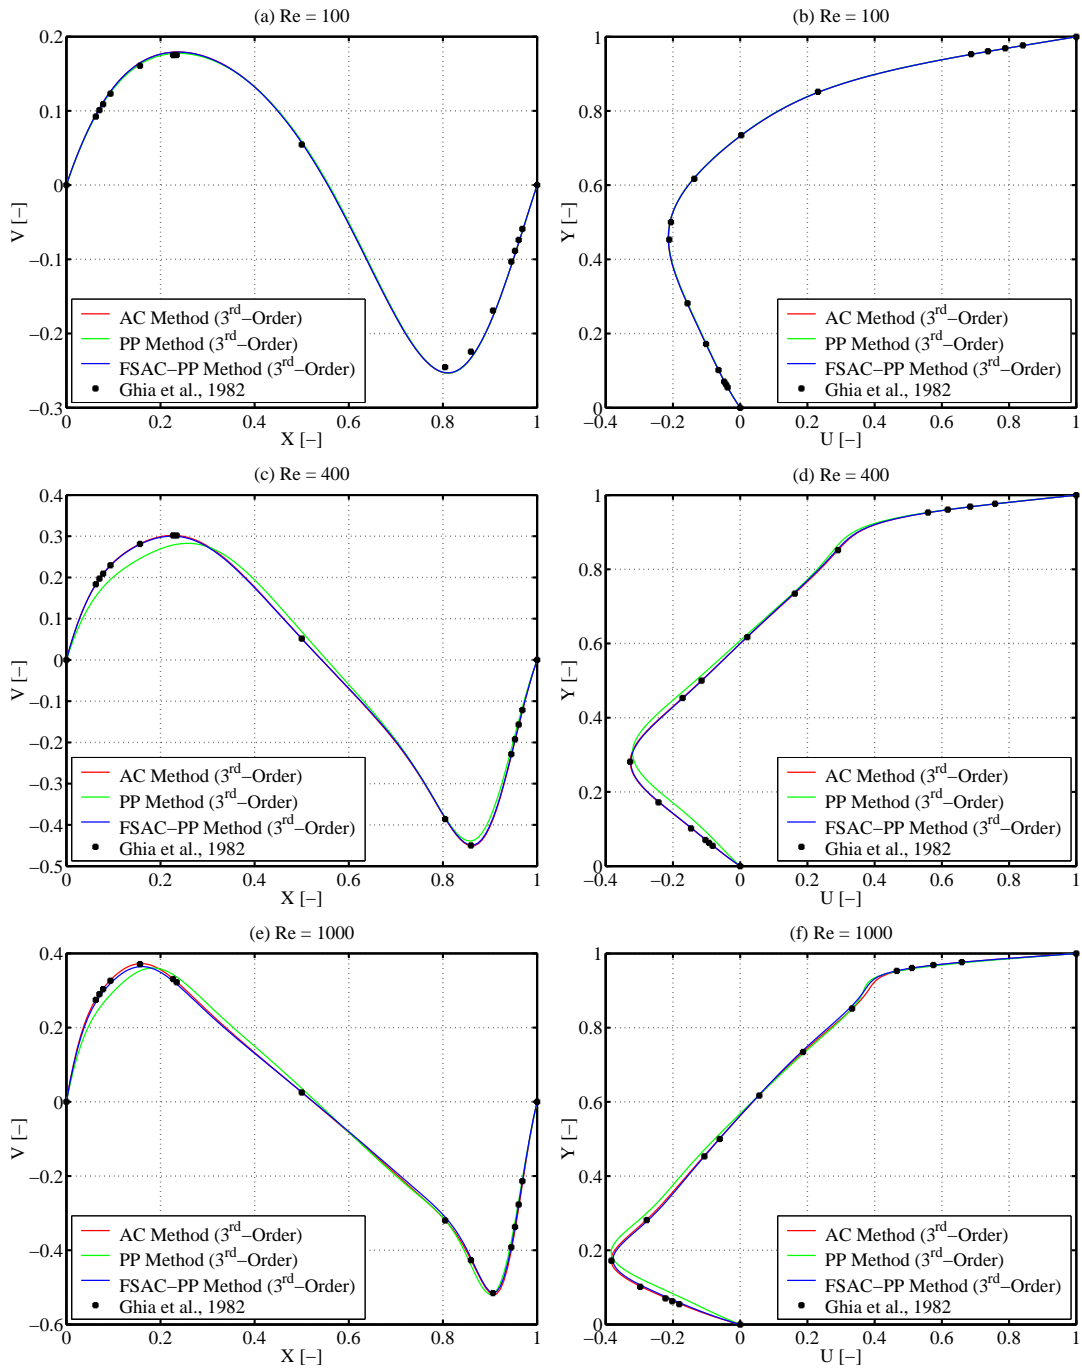 (a) Re = 100
0.2
0.1
0
−0.1
−0.2
−0.3
V [−]
AC Method (3rd−Order)
PP Method (3rd−Order)
FSAC−PP Method (3rd−Order)
Ghia et al., 1982
0 0.2 0.4 0.6 0.8 1
X [−]
(b) Re = 100
1
0.8
0.6
0.4
0.2
0
Y [−]
AC Method (3rd−Order)
PP Method (3rd−Order)
FSAC−PP Method (3rd−Order)
Ghia et al., 1982
−0.4 −0.2 0 0.2 0.4 0.6 0.8 1
U [−]
(c) Re = 400
0.4
0.3
0.2
0.1
0
−0.1
−0.2
−0.3
−0.4
−0.5
V [−]
AC Method (3rd−Order)
PP Method (3rd−Order)
FSAC−PP Method (3rd−Order)
Ghia et al., 1982
0 0.2 0.4 0.6 0.8 1
X [−]
(d) Re = 400
1
0.8
0.6
0.4
0.2
0
Y [−]
AC Method (3rd−Order)
PP Method (3rd−Order)
FSAC−PP Method (3rd−Order)
Ghia et al., 1982
−0.4 −0.2 0 0.2 0.4 0.6 0.8 1
U [−]
(e) Re = 1000
0.4
0.2
0
−0.2
−0.4
−0.6
V [−]
AC Method (3rd−Order)
PP Method (3rd−Order)
FSAC−PP Method (3rd−Order)
Ghia et al., 1982
0 0.2 0.4 0.6 0.8 1
X [−]
(f) Re = 1000
1
0.8
0.6
0.4
0.2
0
Y [−]
AC Method (3rd−Order)
PP Method (3rd−Order)
FSAC−PP Method (3rd−Order)
Ghia et al., 1982
−0.4 −0.2 0 0.2 0.4 0.6 0.8 1
U [−]